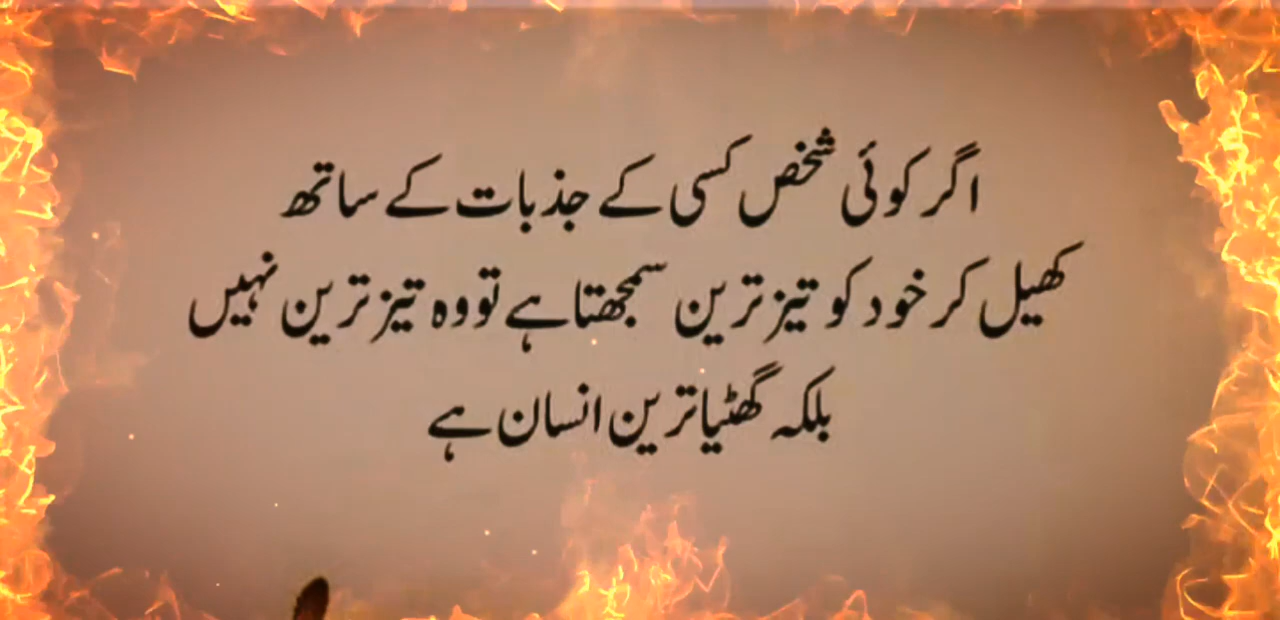 اگر کوئی شخص کسی کے جذبات کے ساتھ
کھیل کر خود کو تیز ترین سمجھتا ہے تو وہ تیز ترین نہیں
بلکہ گھٹیا ترین انسان ہے